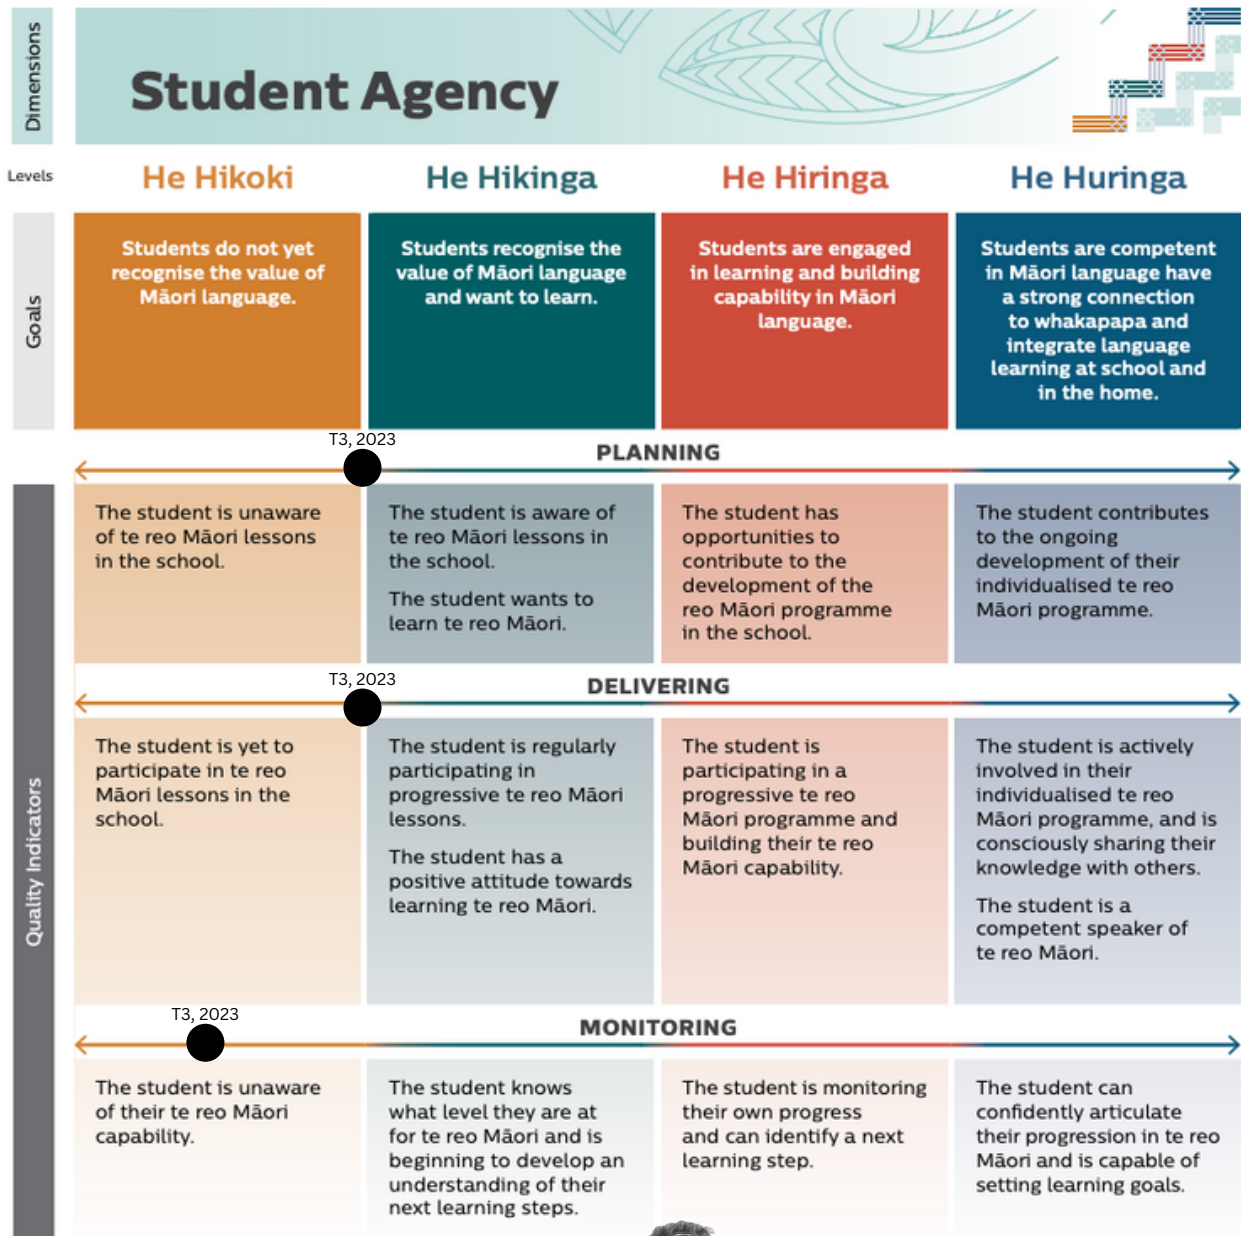 Dimensions
Student Agency
Levels
He Hikoki
He Hikinga
He Hiringa
He Huringa
Goals
Students do not yet
recognise the value of
Māori language.
Students recognise the
value of Māori language
and want to learn.
Students are engaged
in learning and building
capability in Māori
language.
Students are competent
in Māori language have
a strong connection
to whakapapa and
integrate language
learning at school and
in the home.
Quality Indicators
T3, 2023
PLANNING
The student is unaware
of te reo Māori lessons
in the school.
The student is aware of
te reo Māori lessons in
the school.
The student wants to
learn te reo Māori.
The student has
opportunities to
contribute to the
development of the
reo Māori programme
in the school.
The student contributes
to the ongoing
development of their
individualised te reo
Māori programme.
T3, 2023
DELIVERING
The student is yet to
participate in te reo
Māori lessons in the
school.
The student is regularly
participating in
progressive te reo Māori
lessons.
The student has a
positive attitude towards
learning te reo Māori.
The student is
participating in a
progressive te reo
Māori programme and
building their te reo
Māori capability.
The student is actively
involved in their
individualised te reo
Māori programme, and is
consciously sharing their
knowledge with others.
The student is a
competent speaker of
te reo Māori.
T3, 2023
MONITORING
The student is unaware
of their te reo Māori
capability.
The student knows
what level they are at
for te reo Māori and is
beginning to develop an
understanding of their
next learning steps.
The student is monitoring
their own progress
and can identify a next
learning step.
The student can
confidently articulate
their progression in te reo
Māori and is capable of
setting learning goals.